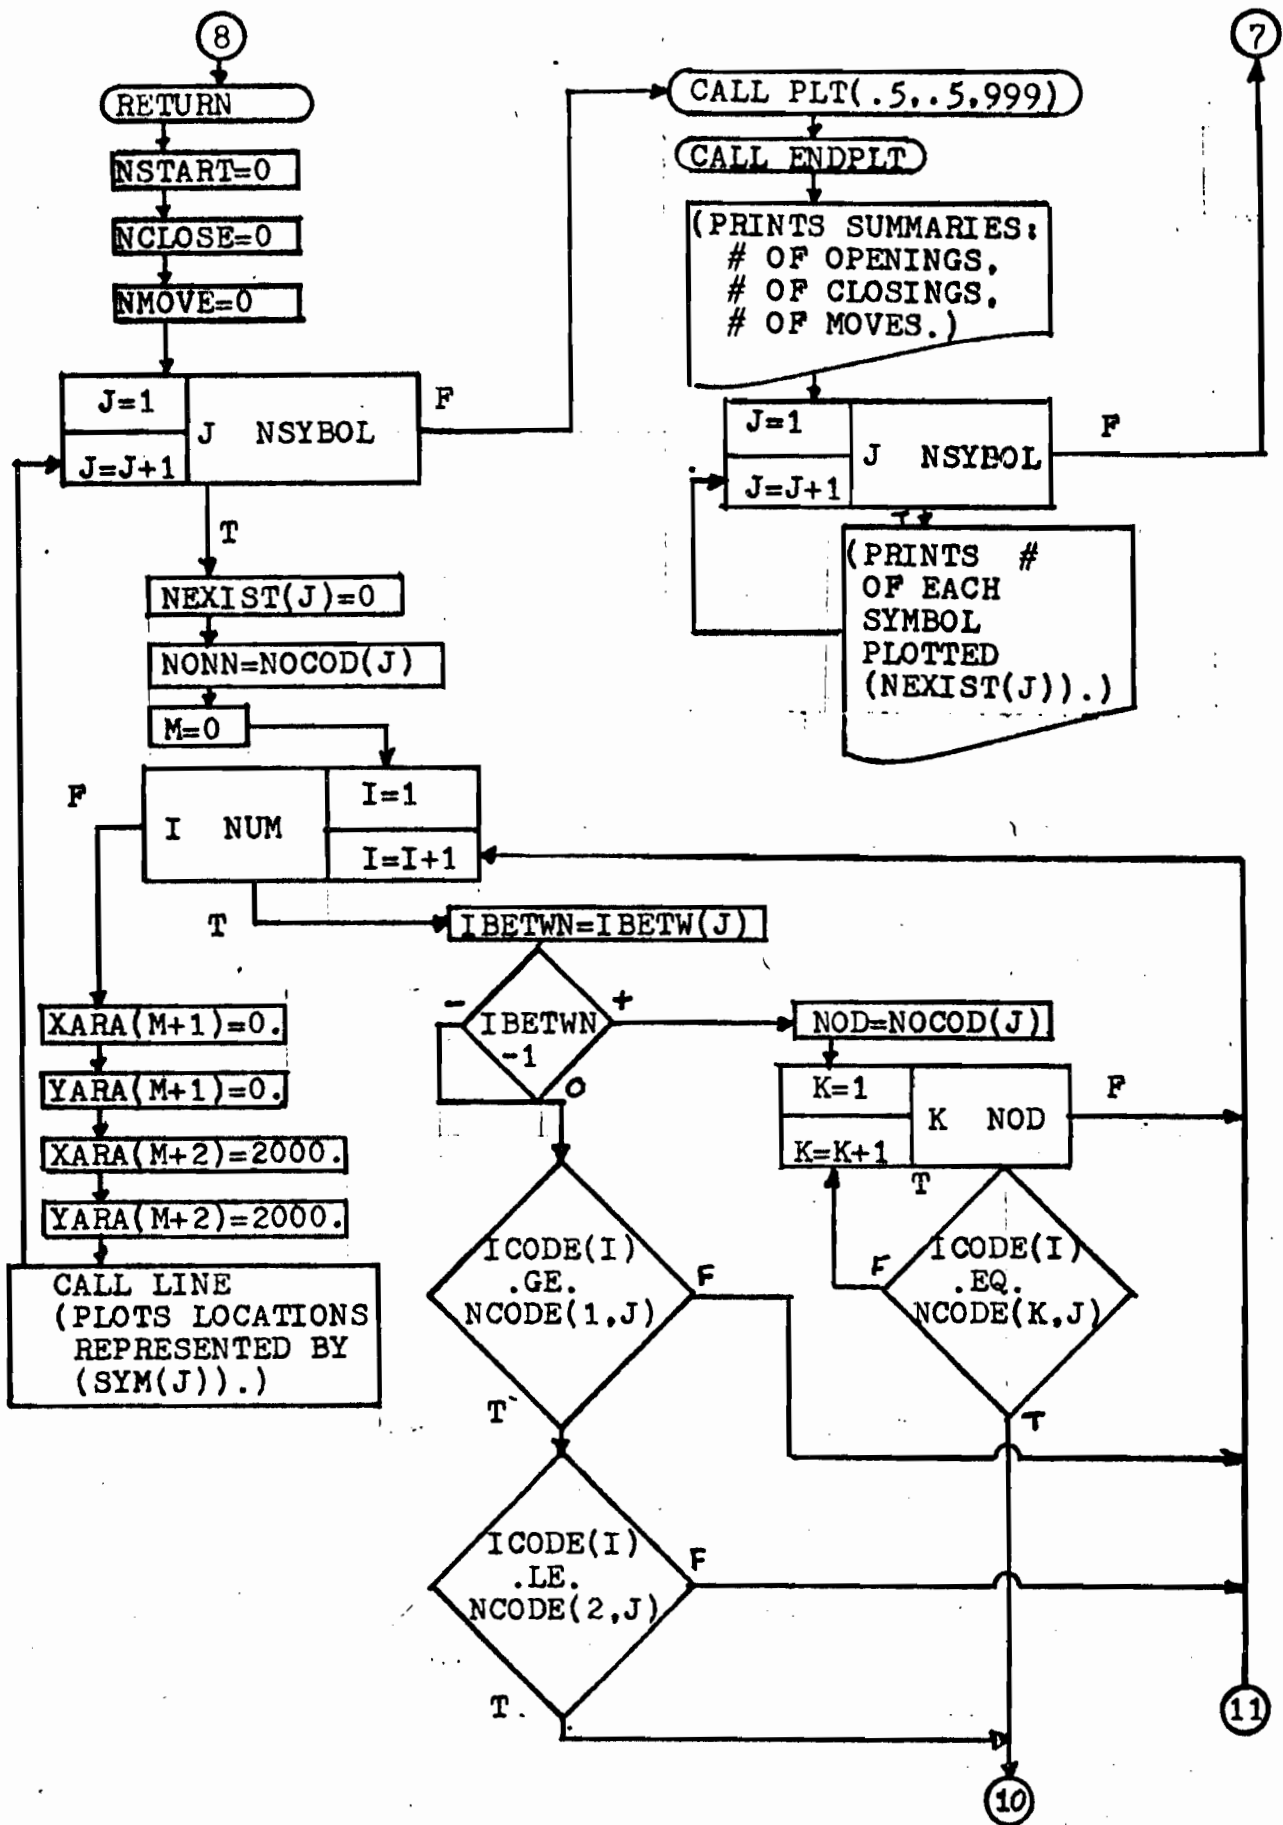 8
RETURN
NSTART=0
NCLOSE=0
NMOVE=0
J=1
J=J+1
J NSYBOL
F
T
NEXIST(J)=0
NONN=NOCOD(J)
M=0
I NUM
I=1
I=I+1
F
T
XARA(M+1)=0.
YARA(M+1)=0.
XARA(M+2)=2000.
YARA(M+2)=2000.
CALL LINE
(PLOTS LOCATIONS
REPRESENTED BY
(SYM(J)).)
7
CALL PLT(.5,.5,999)
CALL ENDPLT
(PRINTS SUMMARIES:
# OF OPENINGS,
# OF CLOSINGS,
# OF MOVES.)
J=1
J=J+1
J NSYBOL
F
T
(PRINTS #
OF EACH
SYMBOL
PLOTTED
(NEXIST(J)).)
IBETWN=IBETW(J)
-
+
IBETWN
-1
0
NOD=NOCOD(J)
K=1
K=K+1
K NOD
F
T
ICODE(I)
.EQ.
NCODE(K,J)
F
T
ICODE(I)
.GE.
NCODE(1,J)
F
T
ICODE(I)
.LE.
NCODE(2,J)
F
T
11
10